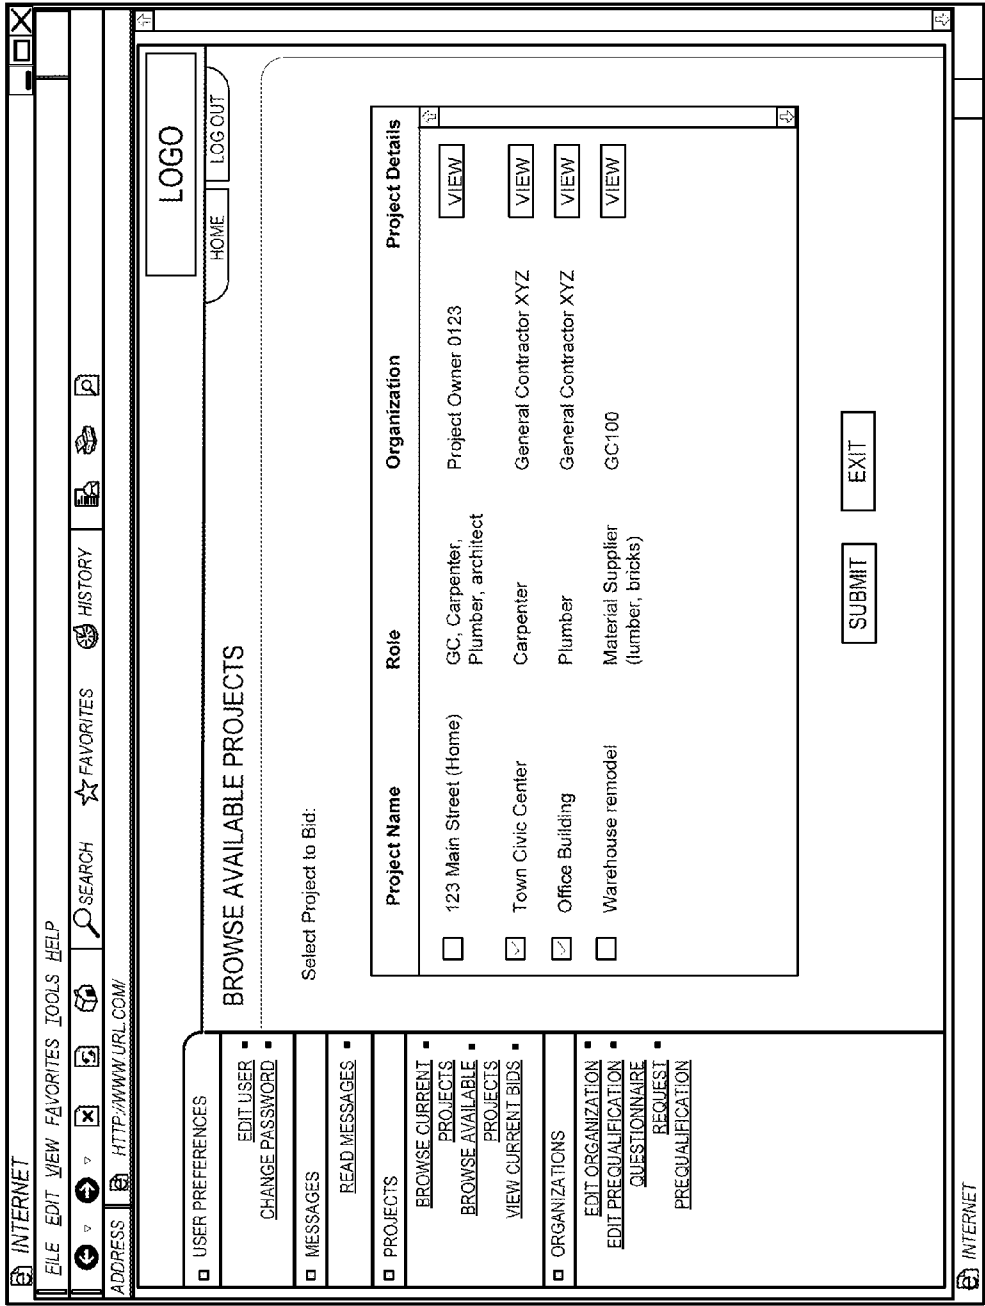 INTERNET
FILE EDIT VIEW FAVORITES TOOLS HELP
SEARCH FAVORITES HISTORY
ADDRESS HTTP://WWW.URL.COM/
LOGO
HOME LOG OUT
USER PREFERENCES
EDIT USER
CHANGE PASSWORD
MESSAGES
READ MESSAGES
PROJECTS
BROWSE CURRENT
PROJECTS
BROWSE AVAILABLE
PROJECTS
VIEW CURRENT BIDS
ORGANIZATIONS
EDIT ORGANIZATION
EDIT PREQUALIFICATION
QUESTIONNAIRE
REQUEST
PREQUALIFICATION
BROWSE AVAILABLE PROJECTS
Select Project to Bid:
Project Name Role Organization Project Details
123 Main Street (Home) GC, Carpenter, Project Owner 0123 VIEW
Plumber, architect
Town Civic Center Carpenter General Contractor XYZ VIEW
Office Building Plumber General Contractor XYZ VIEW
Warehouse remodel Material Supplier GC100 VIEW
(lumber, bricks)
SUBMIT EXIT
INTERNET